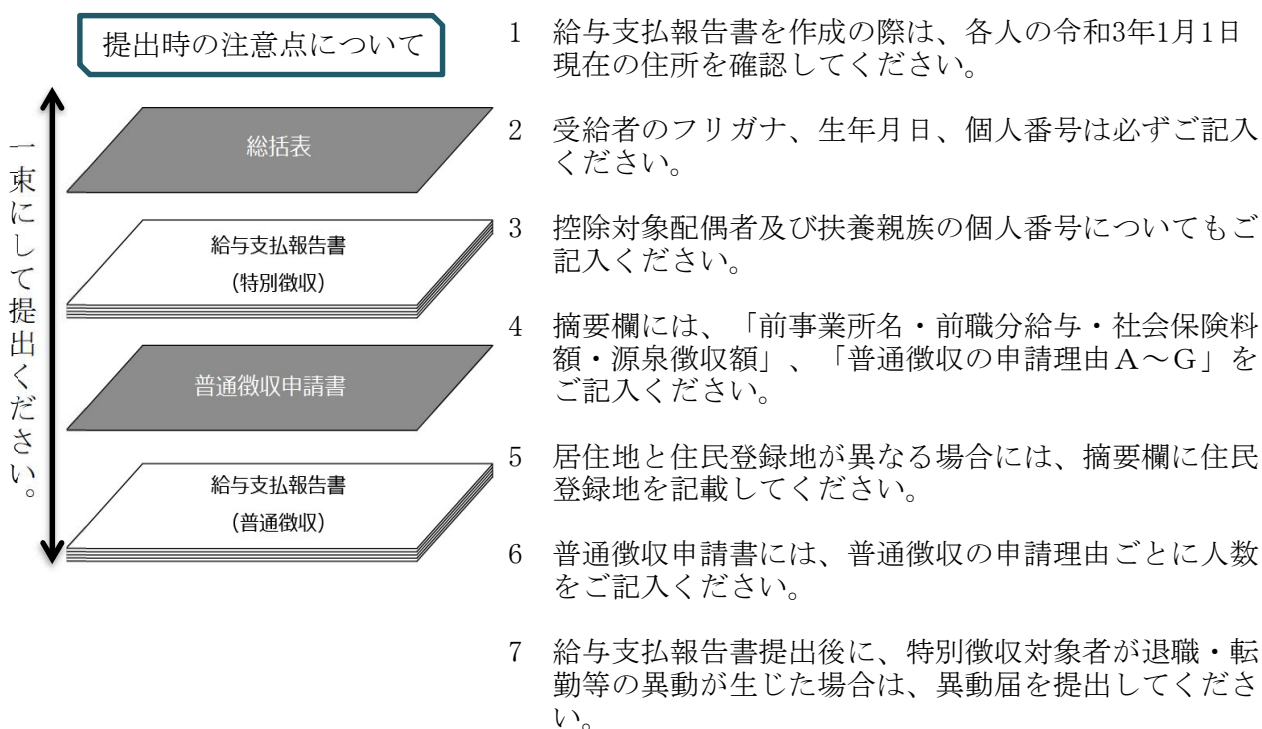 提出時の注意点について
一束にして提出ください。
総括表
給与支払報告書
(特別徴収)
普通徴収申請書
給与支払報告書
(普通徴収)
1 給与支払報告書を作成の際は、各人の令和3年1月1日
現在の住所を確認してください。
2 受給者のフリガナ、生年月日、個人番号は必ずご記入
ください。
3 控除対象配偶者及び扶養親族の個人番号についてもご
記入ください。
4 摘要欄には、「前事業所名・前職分給与・社会保険料
額・源泉徴収額」、「普通徴収の申請理由A～G」を
ご記入ください。
5 居住地と住民登録地が異なる場合には、摘要欄に住民
登録地を記載してください。
6 普通徴収申請書には、普通徴収の申請理由ごとに人数
をご記入ください。
7 給与支払報告書提出後に、特別徴収対象者が退職・転
勤等の異動が生じた場合は、異動届を提出してくださ
い。